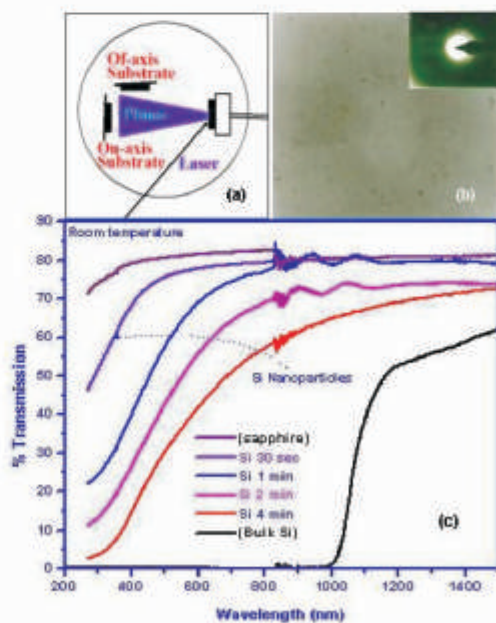 Of-axis
Substrate
Plume
On-axis
Substrate
Laser
(a)
(b)
Room temperature
90
80
70
60
50
40
30
20
10
0
% Transmission
Si Nanoparticles
(sapphire)
Si 30 sec
Si 1 min
Si 2 min
Si 4 min
(Bulk Si)
(c)
200 400 600 800 1000 1200 1400
Wavelength (nm)